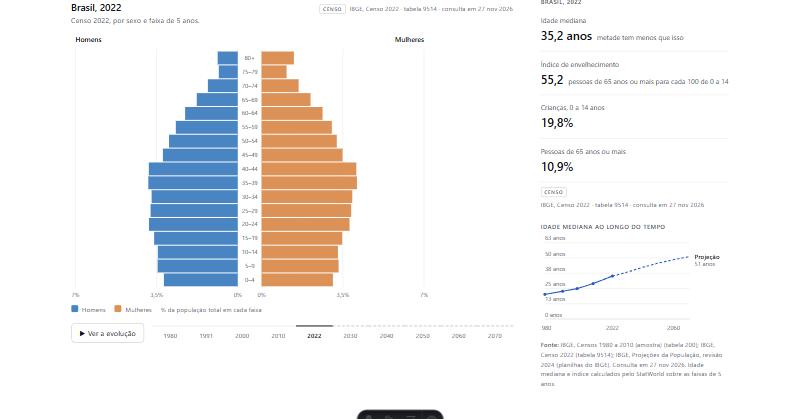 Brasil, 2022
CENSO IBGE, Censo 2022 · tabela 9514 · consulta em 27 nov 2026
Censo 2022, por sexo e faixa de 5 anos.
Homens
Mulheres
80+
75–79
70–74
65–69
60–64
55–59
50–54
45–49
40–44
35–39
30–34
25–29
20–24
15–19
10–14
5–9
0–4
7% 3,5% 0% 0% 3,5% 7%
Homens Mulheres % da população total em cada faixa
▶ Ver a evolução
1980 1991 2000 2010 2022 2030 2040 2050 2060 2070
BRASIL, 2022
Idade mediana
35,2 anos metade tem menos que isso
Índice de envelhecimento
55,2 pessoas de 65 anos ou mais para cada 100 de 0 a 14
Crianças, 0 a 14 anos
19,8%
Pessoas de 65 anos ou mais
10,9%
CENSO
IBGE, Censo 2022 · tabela 9514 · consulta em 27 nov 2026
IDADE MEDIANA AO LONGO DO TEMPO
63 anos
50 anos
38 anos
25 anos
13 anos
0 anos
Projeção
51 anos
980 2022 2060
Fonte: IBGE, Censos 1980 a 2010 (amostra) (tabela 200); IBGE,
Censo 2022 (tabela 9514); IBGE, Projeções da População, revisão
2024 (planilhas do IBGE). Consulta em 27 nov 2026. Idade
mediana e índice calculados pelo StatWorld sobre as faixas de 5
anos.